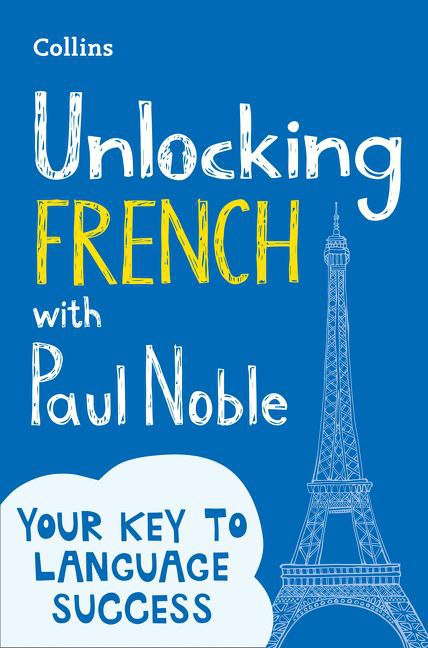 Collins
Unlocking
FRENCH
with
Paul Noble
YOUR KEY TO
LANGUAGE
SUCCESS